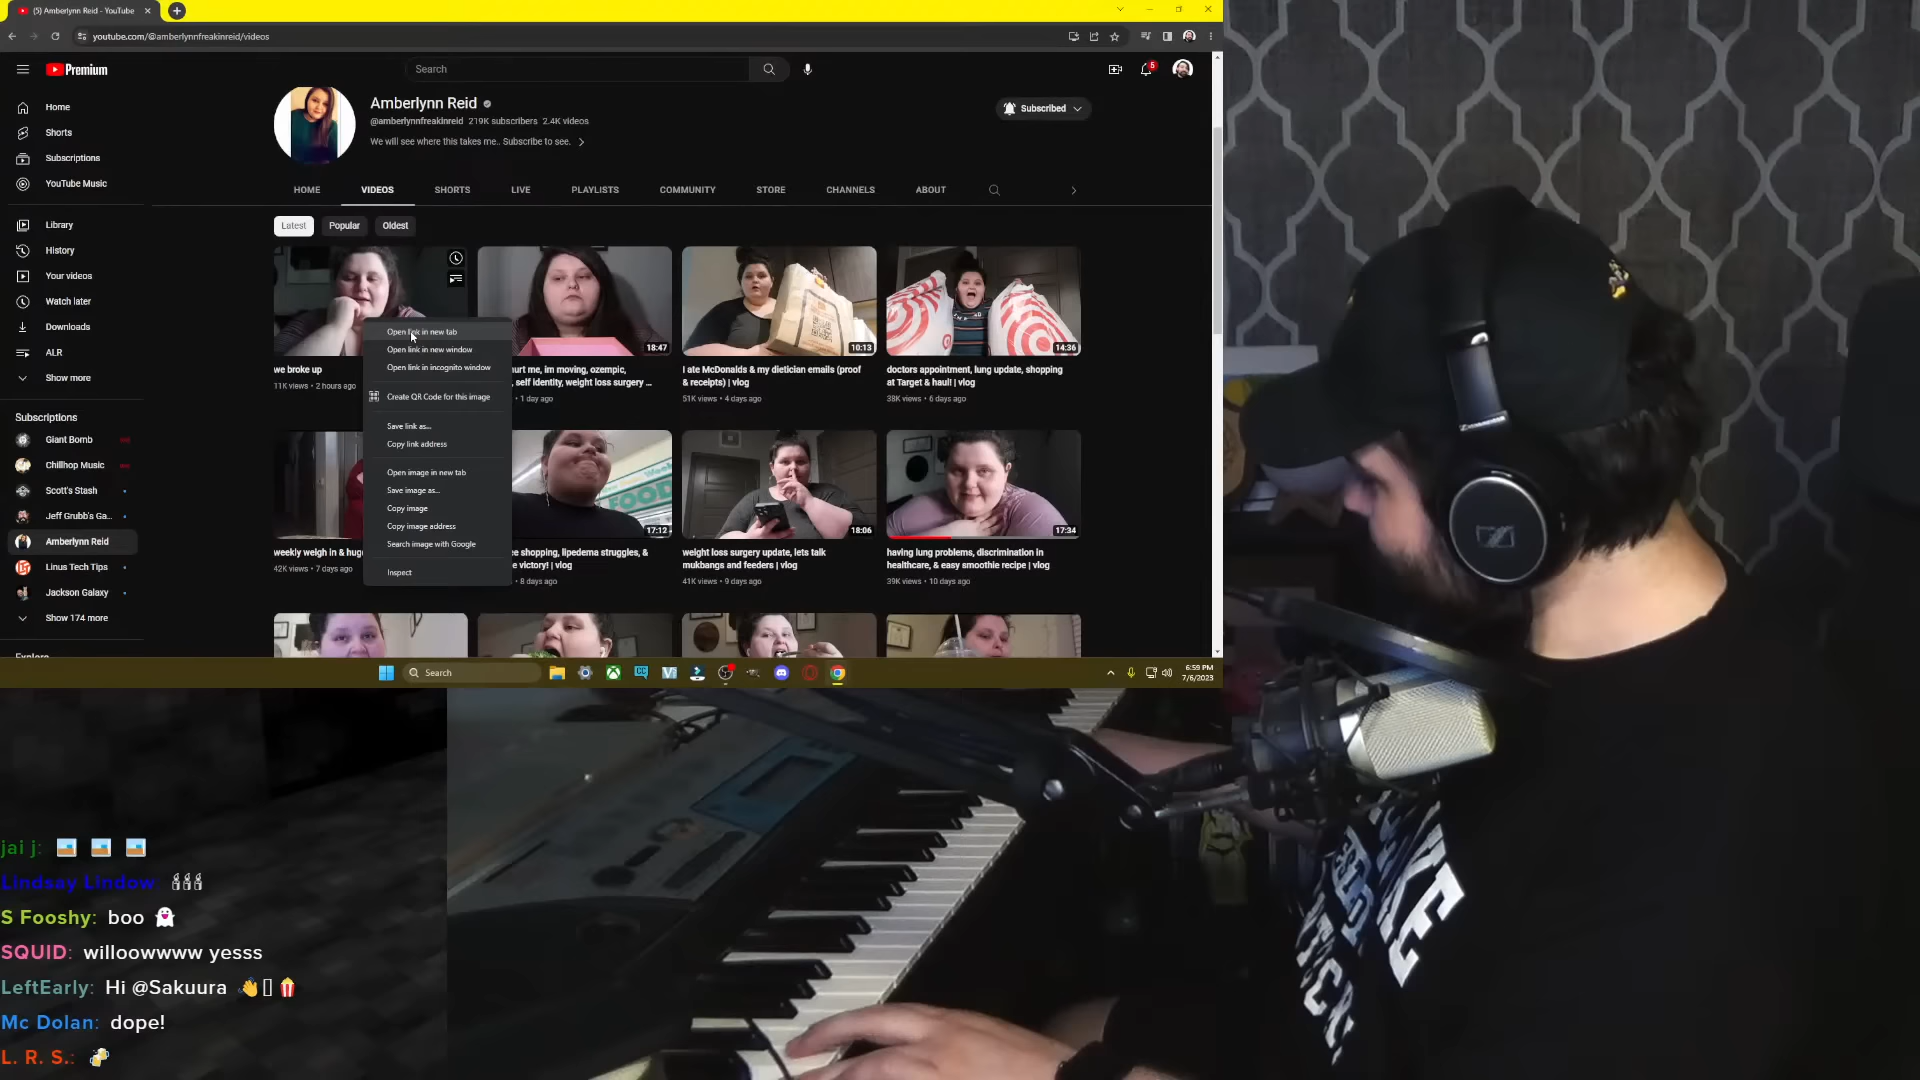 (5) Amberlynn Reid - YouTube
youtube.com/@amberlynnfreakinreid/videos
Premium
Search
5
Home
Shorts
Subscriptions
YouTube Music
Library
History
Your videos
Watch later
Downloads
ALR
Show more
Subscriptions
Giant Bomb
Chillhop Music
Scott's Stash
Jeff Grubb's Ga...
Amberlynn Reid
Linus Tech Tips
Jackson Galaxy
Show 174 more
Explore
Amberlynn Reid
@amberlynnfreakinreid 219K subscribers 2.4K videos
We will see where this takes me.. Subscribe to see.
Subscribed
HOME VIDEOS SHORTS LIVE PLAYLISTS COMMUNITY STORE CHANNELS ABOUT
Latest Popular Oldest
18:47
10:13
14:36
we broke up
11K views • 2 hours ago
hurt me, im moving, ozempic,
, self identity, weight loss surgery ...
• 1 day ago
I ate McDonalds & my dietician emails (proof
& receipts) | vlog
51K views • 4 days ago
doctors appointment, lung update, shopping
at Target & haul! | vlog
38K views • 6 days ago
Open link in new tab
Open link in new window
Open link in incognito window
Create QR Code for this image
Save link as...
Copy link address
Open image in new tab
Save image as...
Copy image
Copy image address
Search image with Google
Inspect
FOOD
17:12
18:06
17:34
weekly weigh in & hug
42K views • 7 days ago
e shopping, lipedema struggles, &
e victory! | vlog
• 8 days ago
weight loss surgery update, lets talk
mukbangs and feeders | vlog
41K views • 9 days ago
having lung problems, discrimination in
healthcare, & easy smoothie recipe | vlog
39K views • 10 days ago
Search
6:59 PM
7/6/2023
jai j:
Lindsay Lindow
S Fooshy: boo 👻
SQUID: willoowwww yesss
LeftEarly: Hi @Sakuura 👋 🍿
Mc Dolan: dope!
L. R. S.: